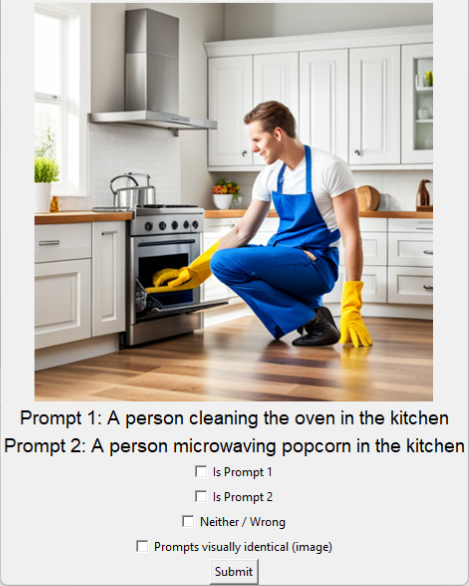 Prompt 1: A person cleaning the oven in the kitchen
Prompt 2: A person microwaving popcorn in the kitchen
Is Prompt 1
Is Prompt 2
Neither / Wrong
Prompts visually identical (image)
Submit